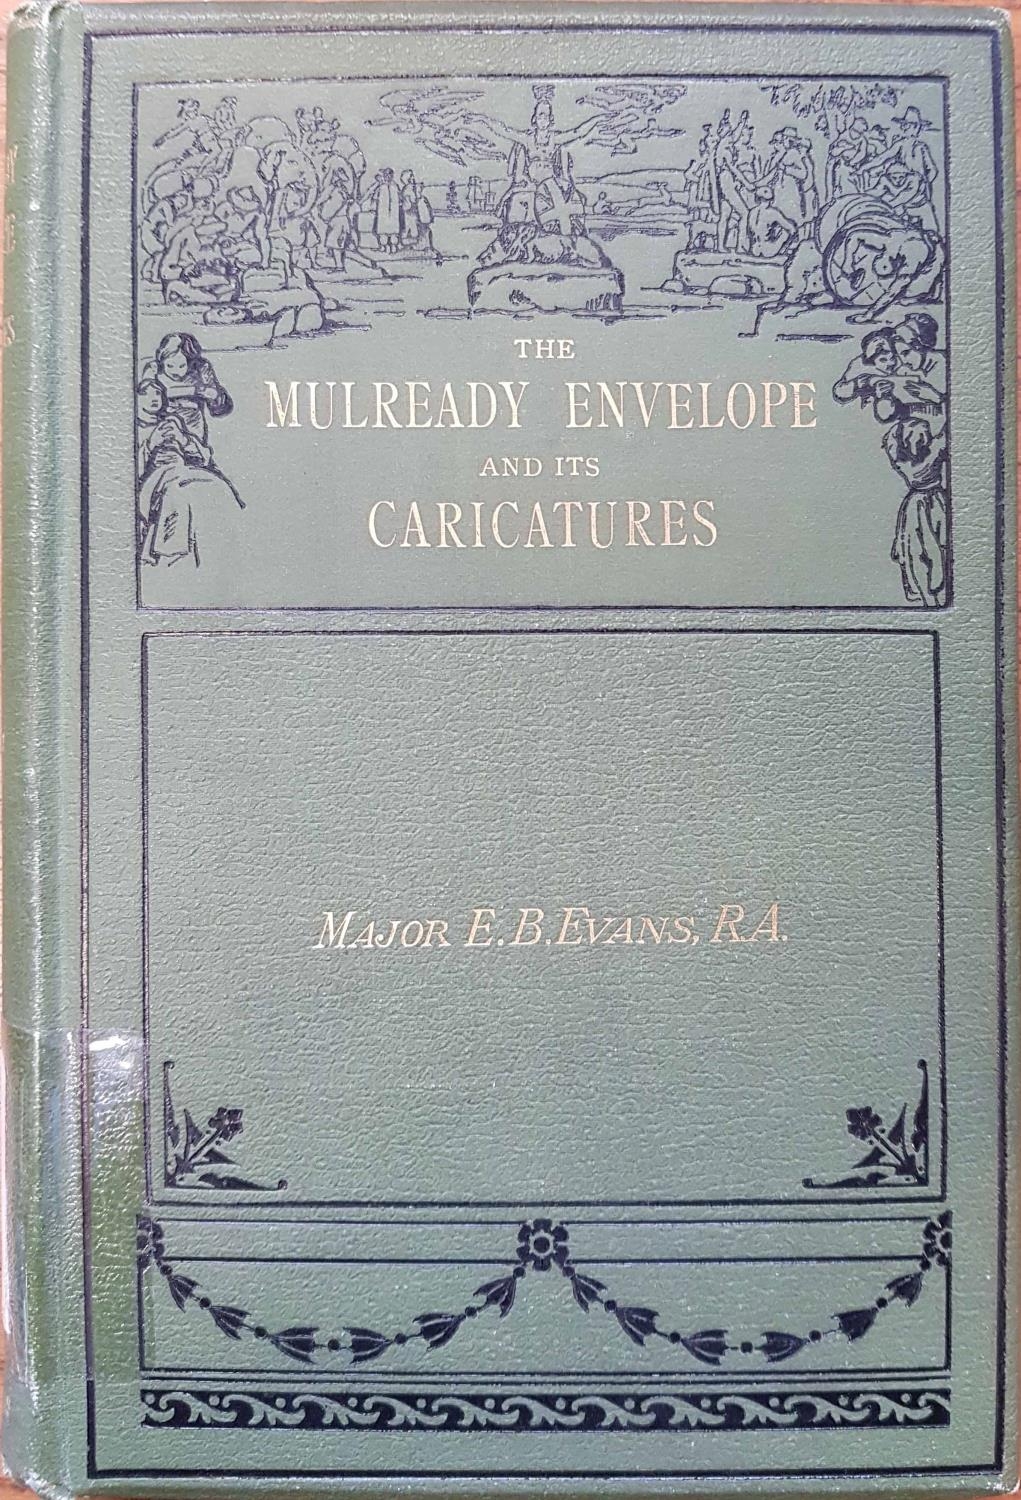 THE
MULREADY ENVELOPE
AND ITS
CARICATURES
MAJOR E. B. EVANS, R.A.